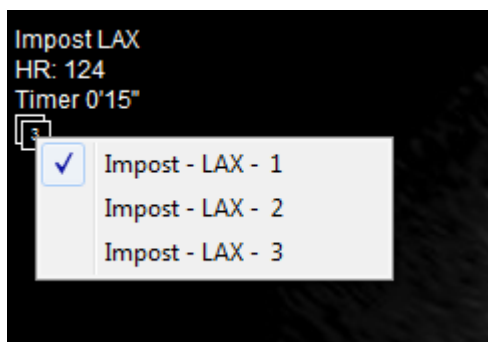 Impost LAX
HR: 124
Timer 0'15"
3
Impost - LAX - 1
Impost - LAX - 2
Impost - LAX - 3